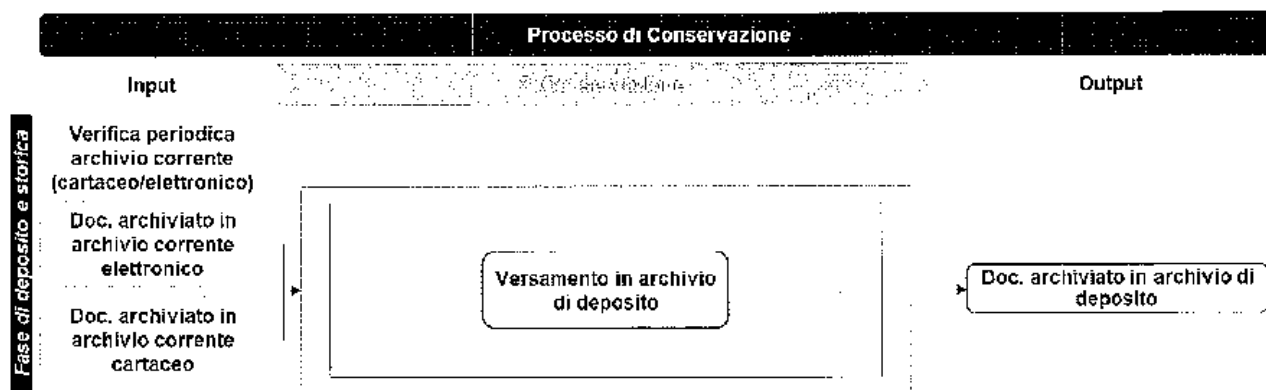 Processo di Conservazione
Input
Output
Fase di deposito e storica
Verifica periodica
archivio corrente
(cartaceo/elettronico)
Doc. archiviato in
archivio corrente
elettronico
Doc. archiviato in
archivio corrente
cartaceo
Versamento in archivio
di deposito
Doc. archiviato in archivio di
deposito